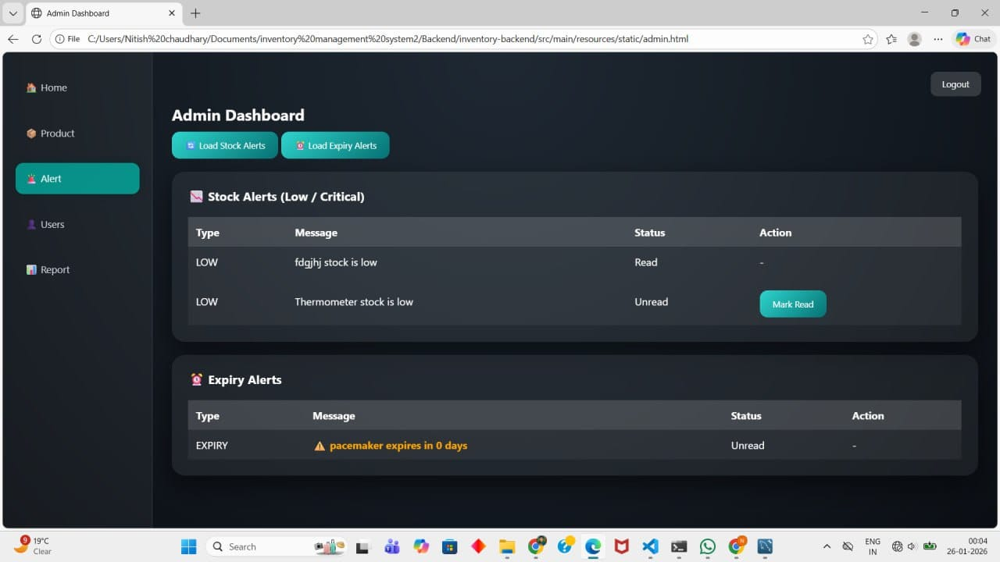 Admin Dashboard
File C:/Users/Nitish%20chaudhary/Documents/inventory%20management%20system2/Backend/inventory-backend/src/main/resources/static/admin.html
Chat
Home
Product
Alert
Users
Report
Logout
Admin Dashboard
Load Stock Alerts Load Expiry Alerts
Stock Alerts (Low / Critical)
Type Message Status Action
LOW fdgjhj stock is low Read -
LOW Thermometer stock is low Unread Mark Read
Expiry Alerts
Type Message Status Action
EXPIRY ⚠ pacemaker expires in 0 days Unread -
9
19°C
Clear
Search
ENG
IN
00:04
26-01-2026